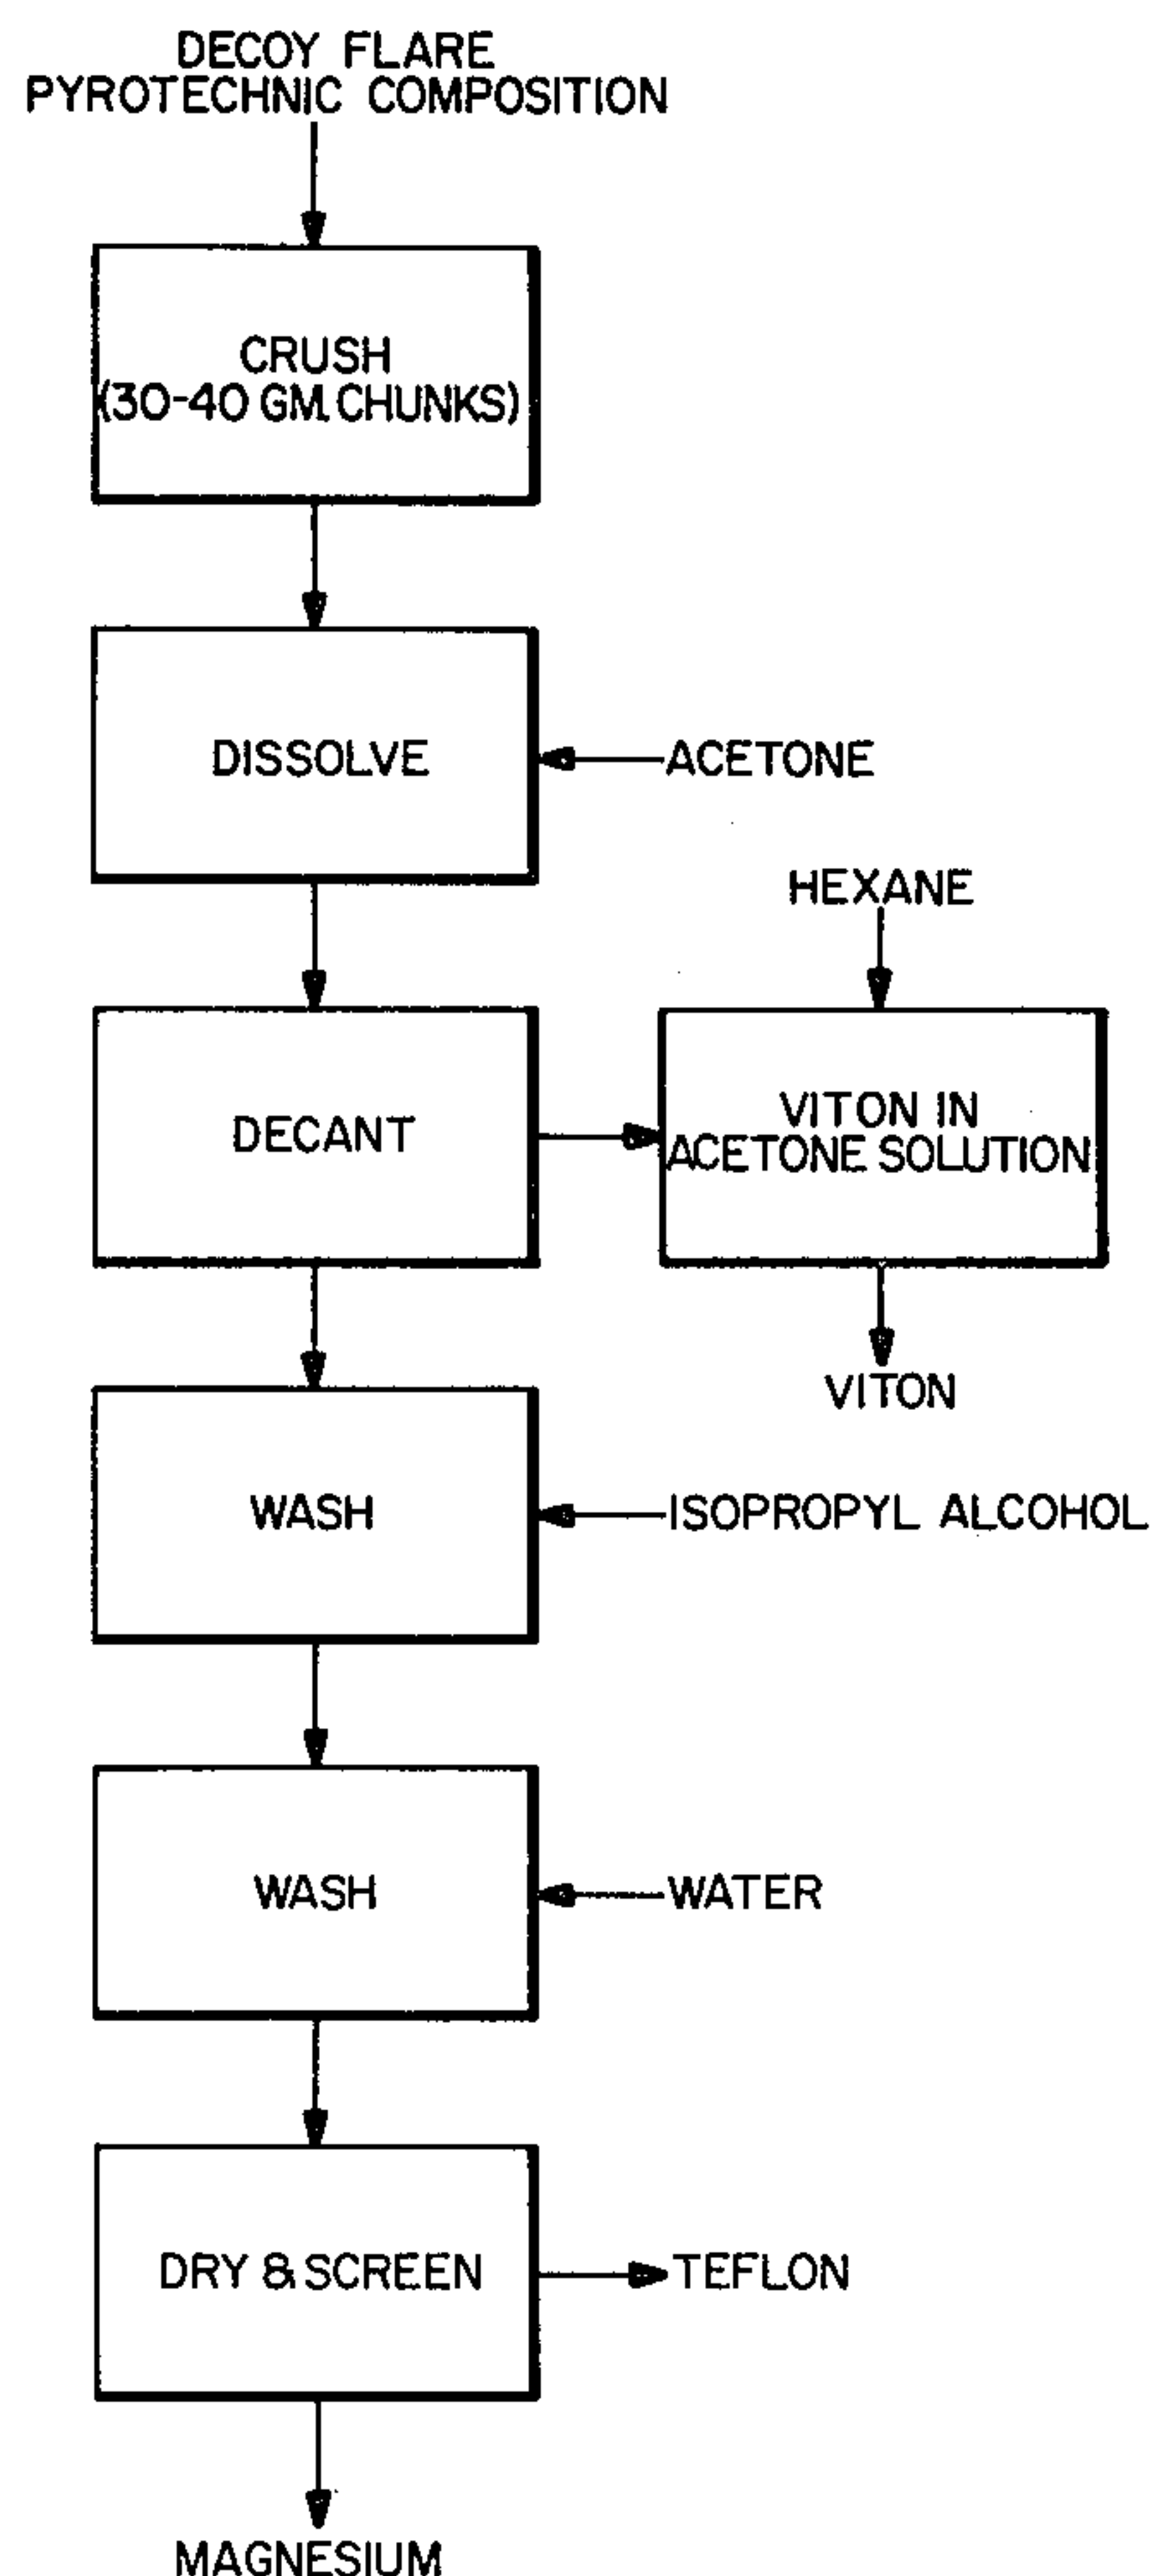 DECOY FLARE
PYROTECHNIC COMPOSITION
CRUSH
(30-40 GM. CHUNKS)
DISSOLVE
ACETONE
HEXANE
DECANT
VITON IN
ACETONE SOLUTION
VITON
WASH
ISOPROPYL ALCOHOL
WASH
WATER
DRY & SCREEN
TEFLON
MAGNESIUM